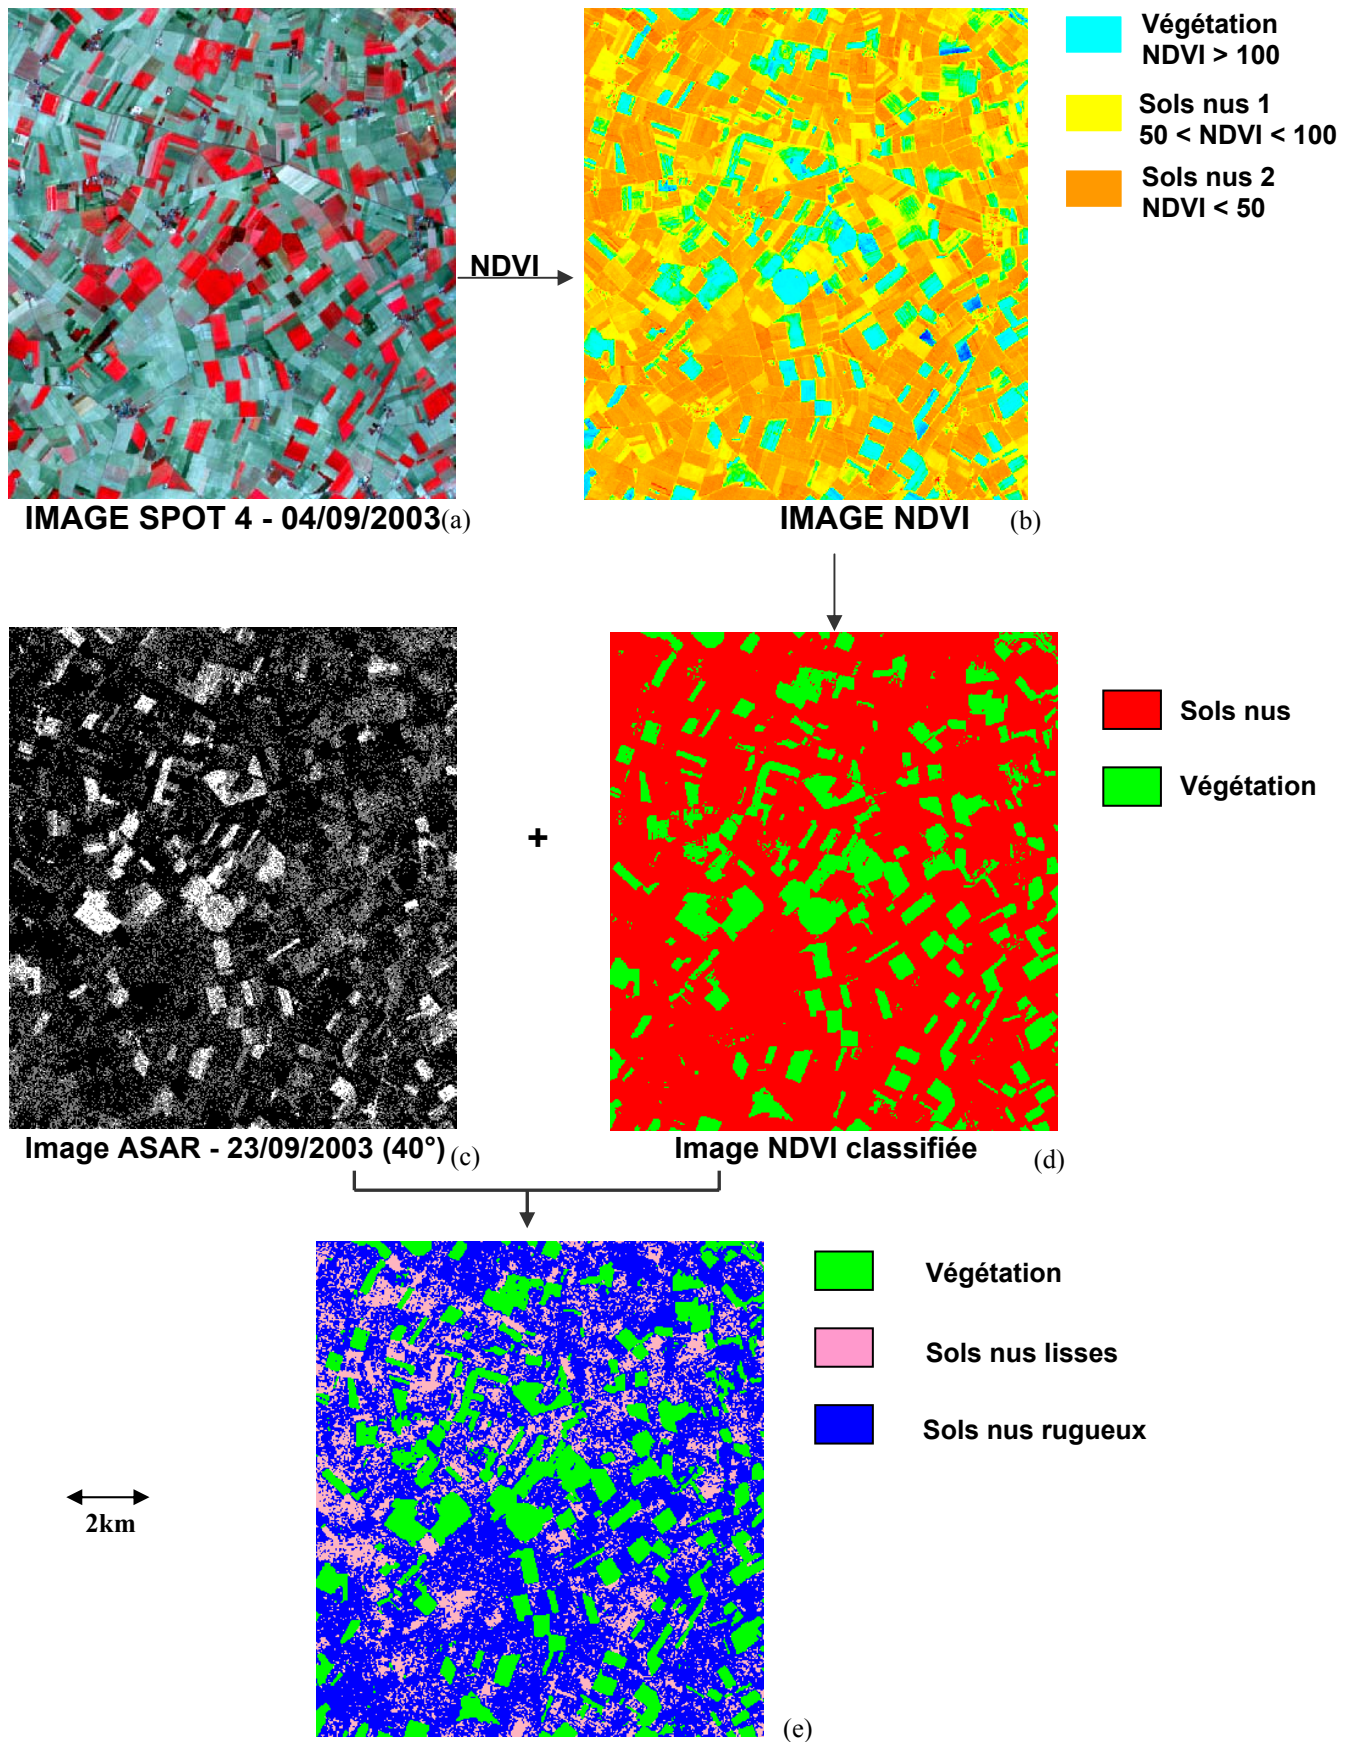 Végétation
NDVI > 100
Sols nus 1
50 < NDVI < 100
Sols nus 2
NDVI < 50
NDVI
IMAGE SPOT 4 - 04/09/2003 (a)
IMAGE NDVI (b)
Sols nus
Végétation
+
Image ASAR - 23/09/2003 (40°) (c)
Image NDVI classifiée (d)
Végétation
Sols nus lisses
Sols nus rugueux
2km
(e)